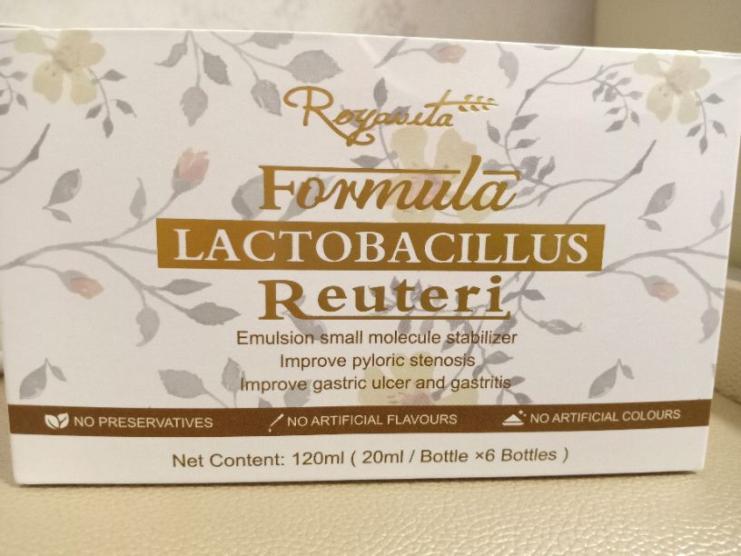 Royavita
Formula
LACTOBACILLUS
Reuteri
Emulsion small molecule stabilizer
Improve pyloric stenosis
Improve gastric ulcer and gastritis
NO PRESERVATIVES NO ARTIFICIAL FLAVOURS NO ARTIFICIAL COLOURS
Net Content: 120ml ( 20ml / Bottle ×6 Bottles )